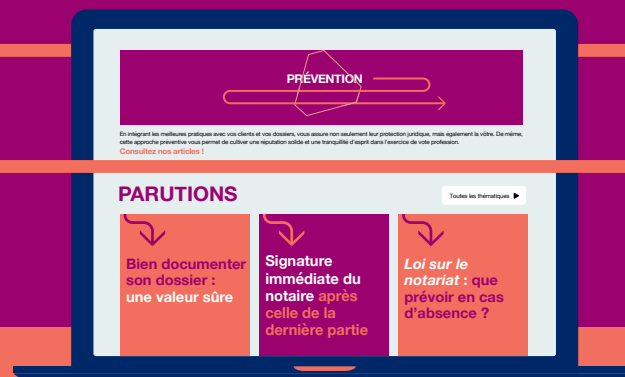 PRÉVENTION
En intégrant les meilleures pratiques avec vos clients et vos dossiers, vous assure non seulement leur protection juridique, mais également la vôtre. De même,
cette approche préventive vous permet de cultiver une réputation solide et une tranquilité d'esprit dans l'exercice de vote profession.
Consultez nos articles !
PARUTIONS
Toutes les thématiques
Bien documenter
son dossier :
une valeur sûre
Signature
immédiate du
notaire après
celle de la
dernière partie
Loi sur le
notariat : que
prévoir en cas
d'absence ?